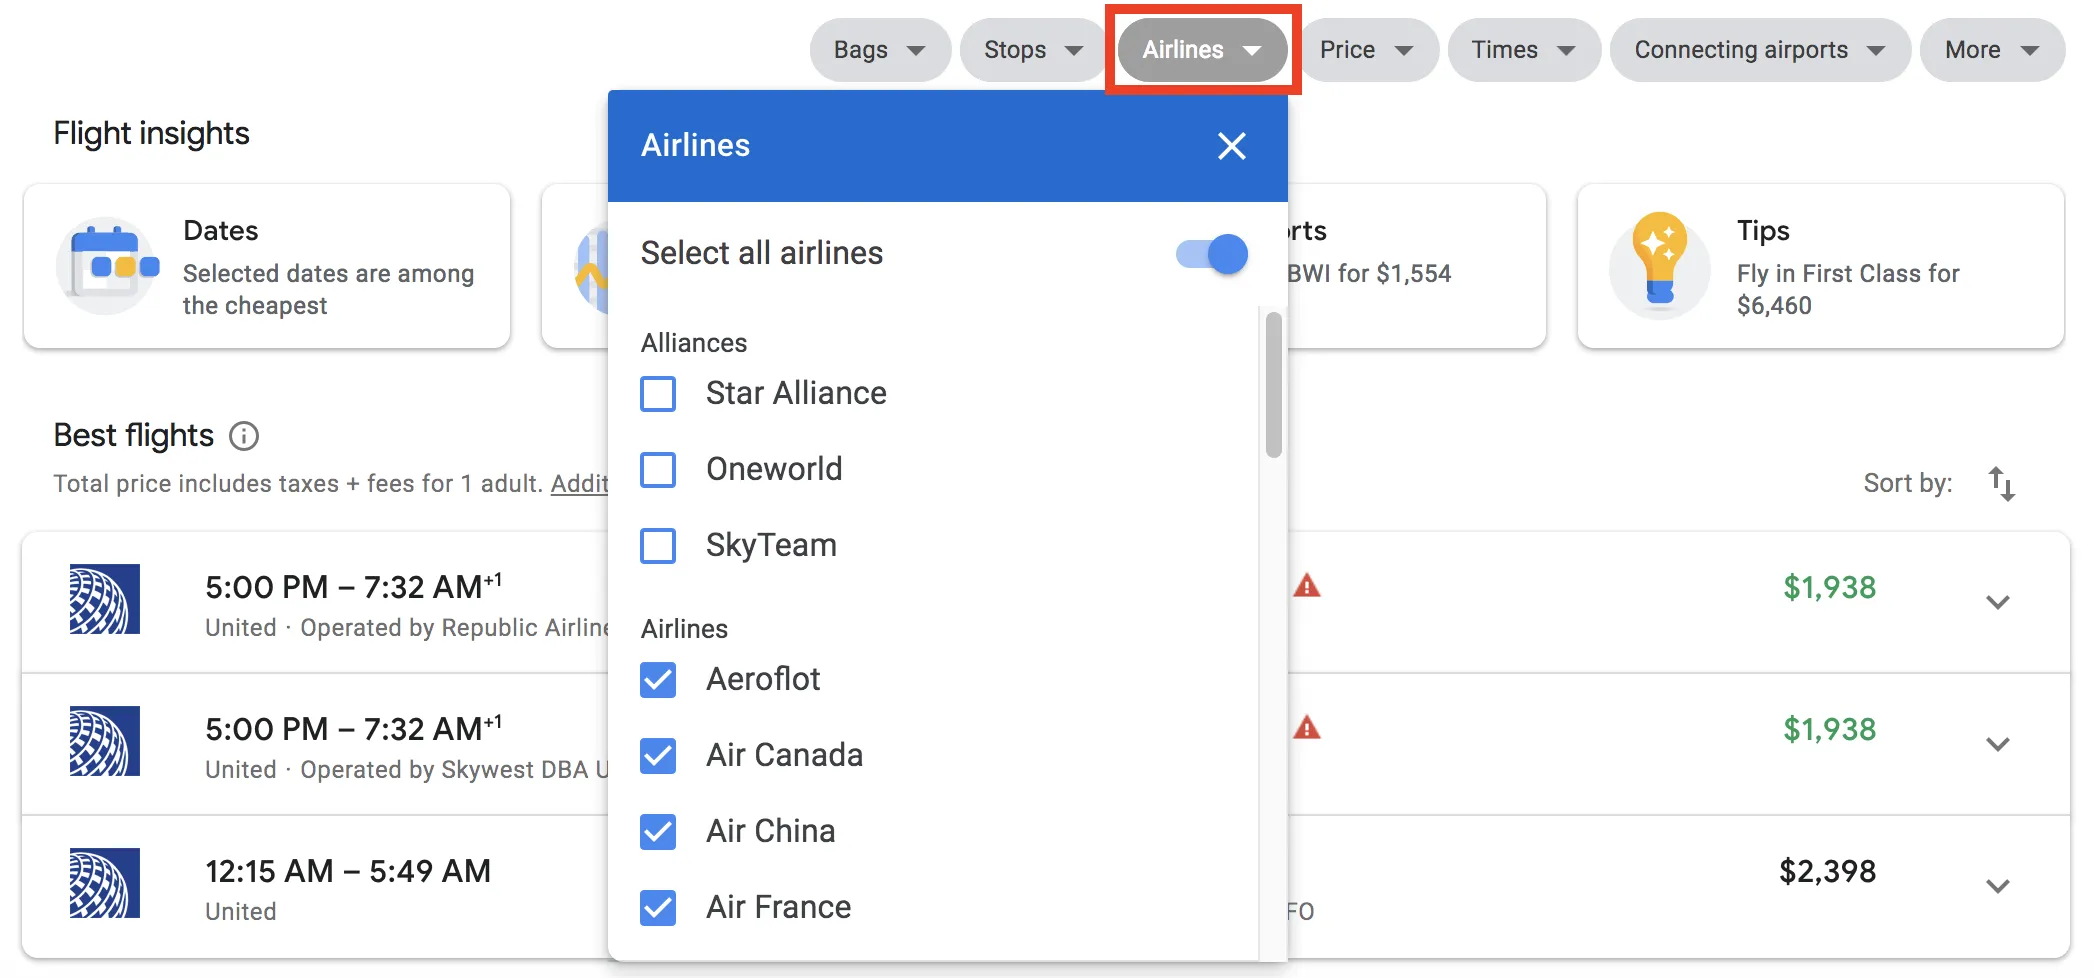 Bags Stops Airlines Price Times Connecting airports More
Flight insights
Airlines
Dates
Selected dates are among
the cheapest
BWI for $1,554
Tips
Fly in First Class for
$6,460
Select all airlines
Alliances
Star Alliance
Oneworld
SkyTeam
Airlines
Aeroflot
Air Canada
Air China
Air France
Best flights
Total price includes taxes + fees for 1 adult.
Sort by:
5:00 PM – 7:32 AM+1
United · Operated by Republic
$1,938
5:00 PM – 7:32 AM+1
United · Operated by Skywest DBA
$1,938
12:15 AM – 5:49 AM
United
$2,398